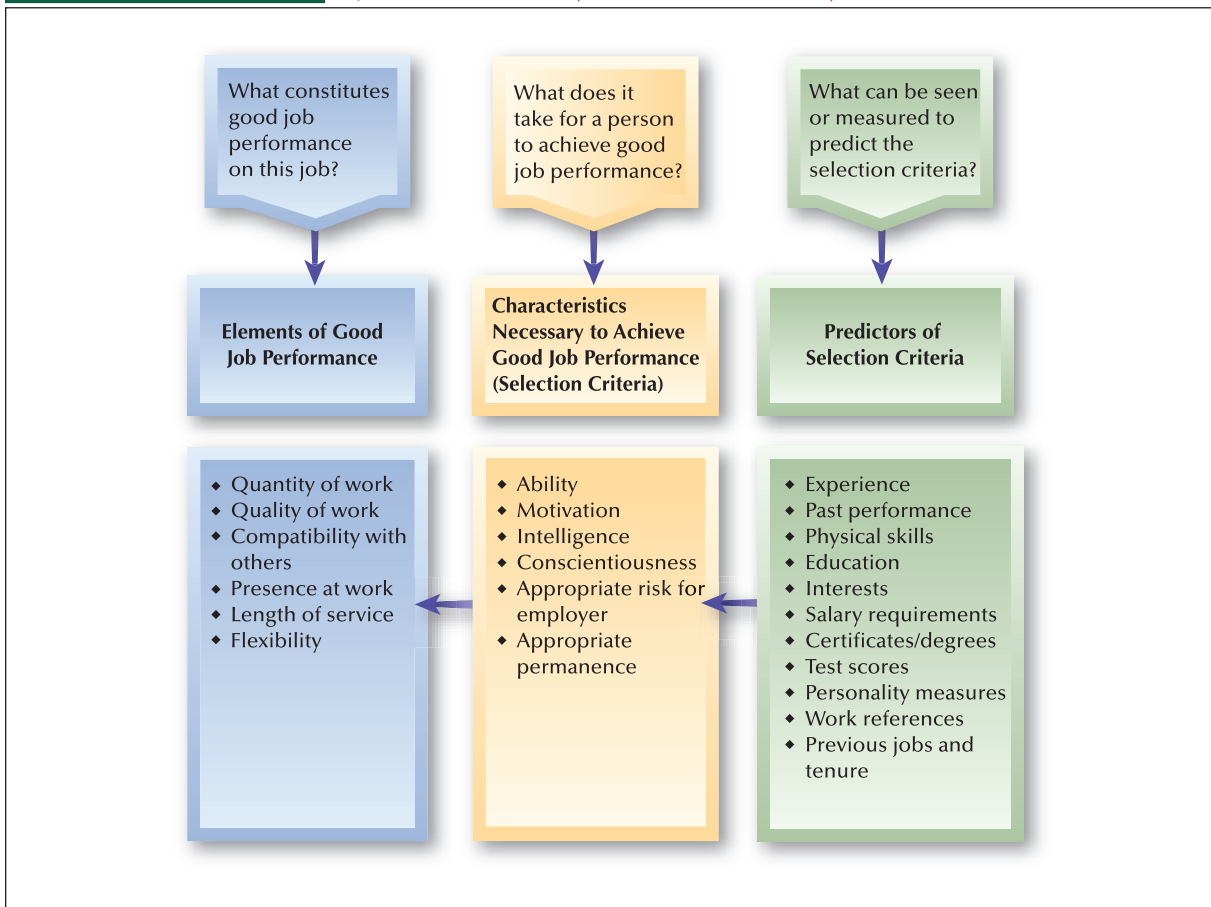 What constitutes
good job
performance
on this job?
What does it
take for a person
to achieve good
job performance?
What can be seen
or measured to
predict the
selection criteria?
Elements of Good
Job Performance
Characteristics
Necessary to Achieve
Good Job Performance
(Selection Criteria)
Predictors of
Selection Criteria
◆ Quantity of work
◆ Quality of work
◆ Compatibility with
others
◆ Presence at work
◆ Length of service
◆ Flexibility
◆ Ability
◆ Motivation
◆ Intelligence
◆ Conscientiousness
◆ Appropriate risk for
employer
◆ Appropriate
permanence
◆ Experience
◆ Past performance
◆ Physical skills
◆ Education
◆ Interests
◆ Salary requirements
◆ Certificates/degrees
◆ Test scores
◆ Personality measures
◆ Work references
◆ Previous jobs and
tenure